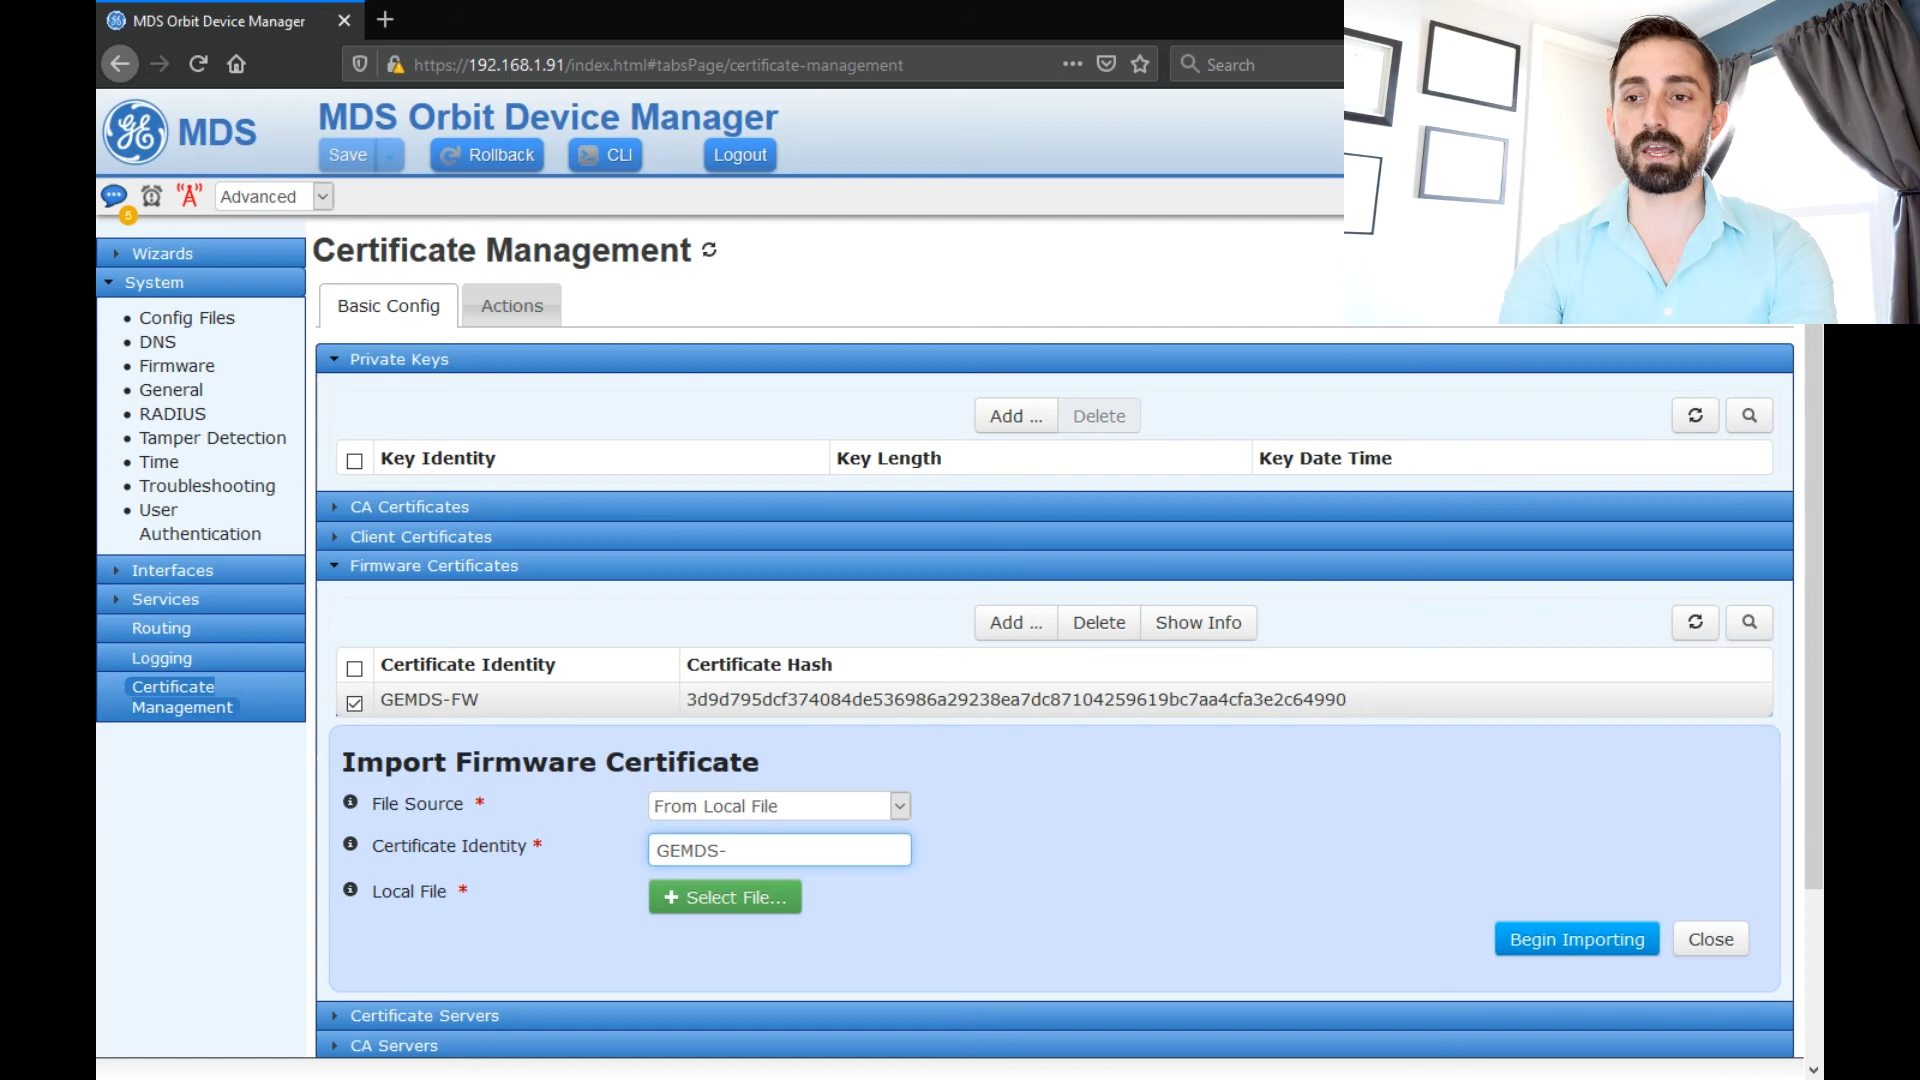 MDS Orbit Device Manager
https://192.168.1.91/index.html#tabsPage/certificate-management
Search
MDS
MDS Orbit Device Manager
Save
Rollback
CLI
Logout
5
Advanced
Wizards
System
Config Files
DNS
Firmware
General
RADIUS
Tamper Detection
Time
Troubleshooting
User
Authentication
Interfaces
Services
Routing
Logging
Certificate
Management
Certificate Management
Basic Config
Actions
Private Keys
Add ...
Delete
Key Identity
Key Length
Key Date Time
CA Certificates
Client Certificates
Firmware Certificates
Add ...
Delete
Show Info
Certificate Identity
Certificate Hash
GEMDS-FW
3d9d795dcf374084de536986a29238ea7dc87104259619bc7aa4cfa3e2c64990
Import Firmware Certificate
File Source *
From Local File
Certificate Identity *
GEMDS-
Local File *
Select File...
Begin Importing
Close
Certificate Servers
CA Servers